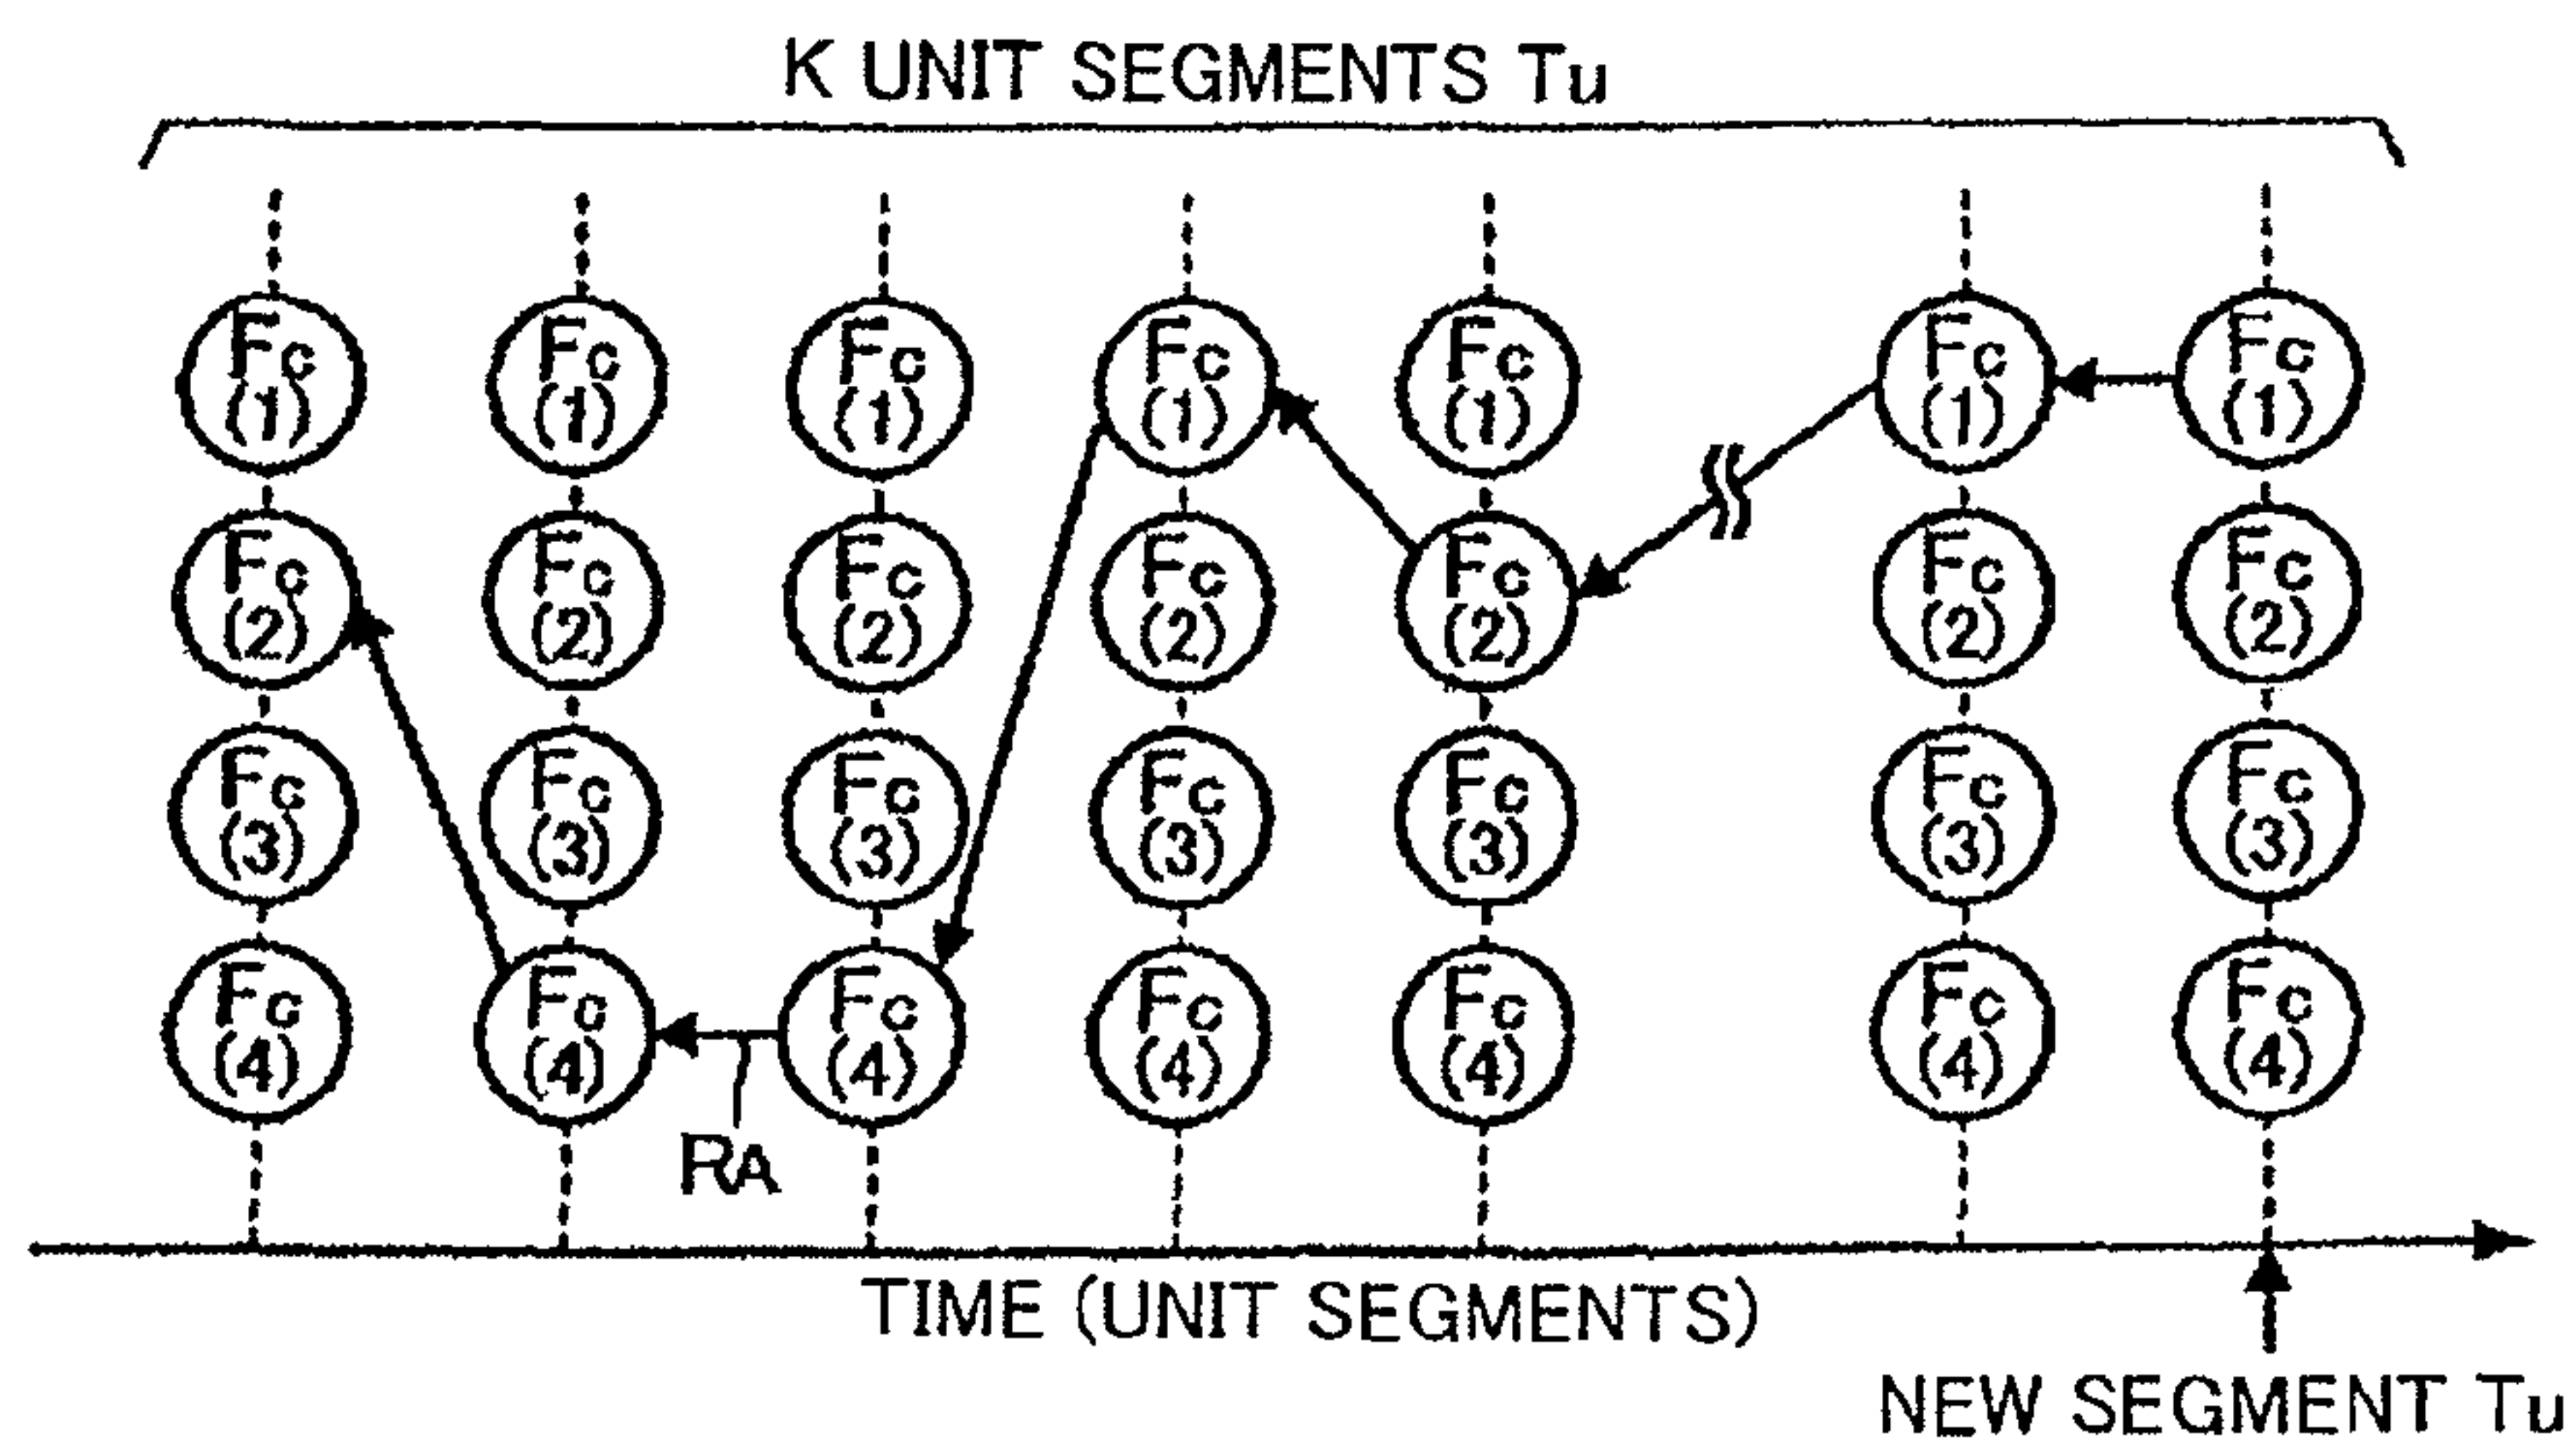 K UNIT SEGMENTS Tu
Fc Fc Fc Fc Fc Fc Fc
(1) (1) (1) (1) (1) (1) (1)
Fc Fc Fc Fc Fc Fc Fc
(2) (2) (2) (2) (2) (2) (2)
Fc Fc Fc Fc Fc Fc Fc
(3) (3) (3) (3) (3) (3) (3)
Fc Fc Fc Fc Fc Fc Fc
(4) (4) (4) (4) (4) (4) (4)
RA
TIME (UNIT SEGMENTS)
NEW SEGMENT Tu